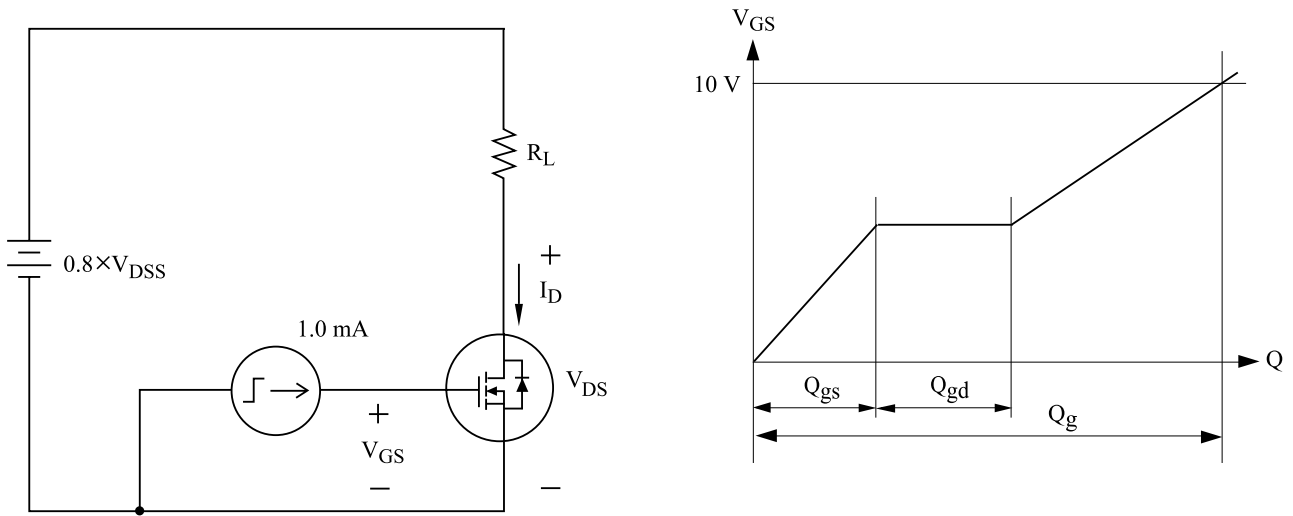 R_L
0.8×V_DSS
+
I_D
1.0 mA
V_DS
+
V_GS
−
−
V_GS
10 V
Q
Q_gs
Q_gd
Q_g